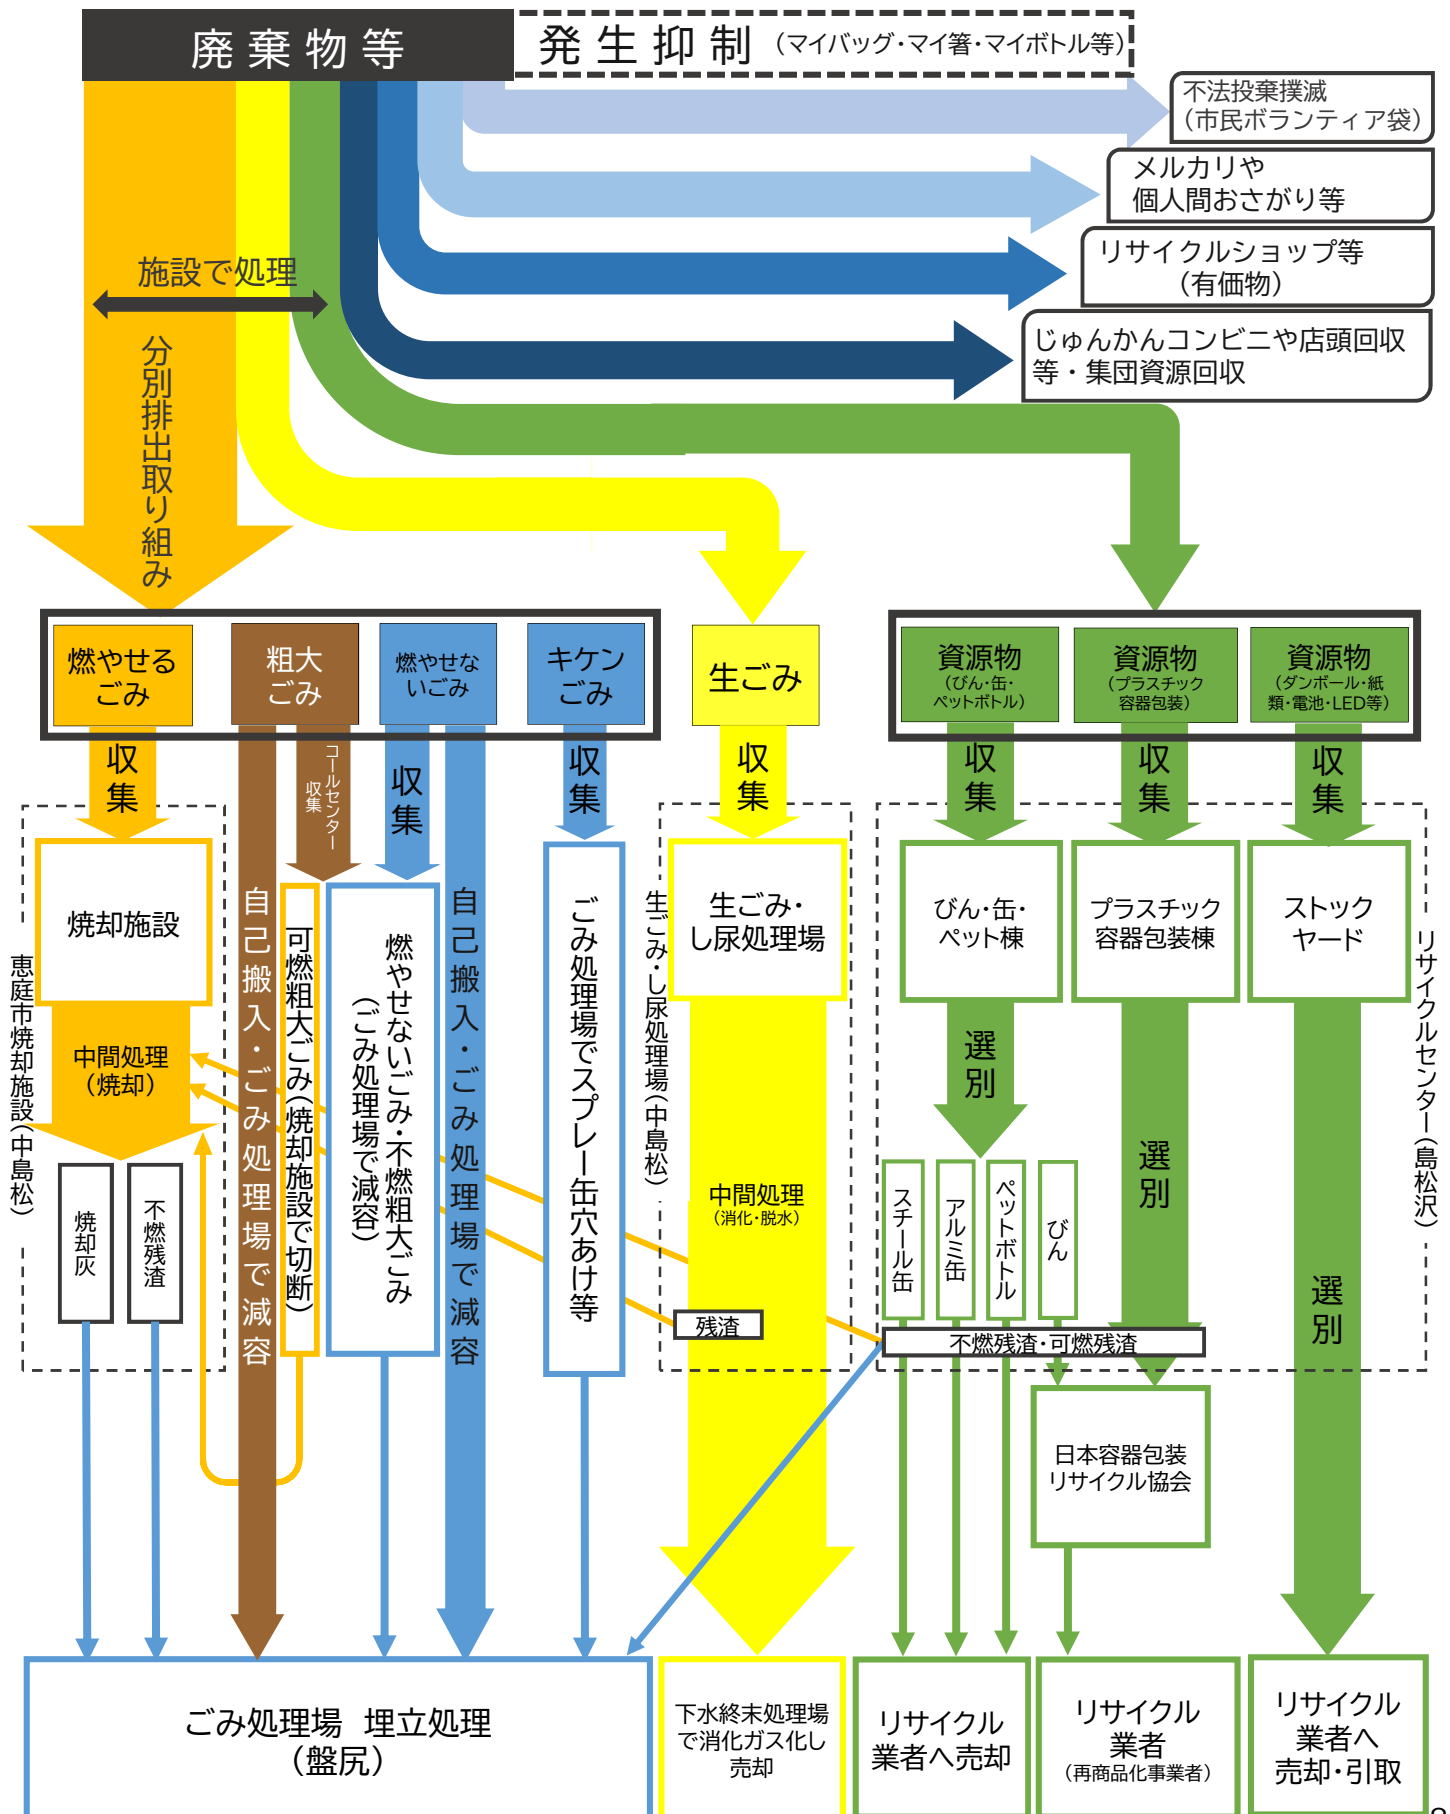 廃棄物等
発生抑制（マイバッグ・マイ箸・マイボトル等）
不法投棄撲滅
（市民ボランティア袋）
メルカリや
個人間おさがり等
リサイクルショップ等
（有価物）
じゅんかんコンビニや店頭回収
等・集団資源回収
施設で処理
分別排出取り組み
燃やせる
ごみ
粗大
ごみ
燃やせな
いごみ
キケン
ごみ
生ごみ
資源物
（びん・缶・
ペットボトル）
資源物
（プラスチック
容器包装）
資源物
（ダンボール・紙
類・電池・LED等）
収集
コールセンター
収集
収集
収集
収集
収集
収集
収集
恵庭市焼却施設（中島松）
焼却施設
中間処理
（焼却）
焼却灰
不燃残渣
自己搬入・ごみ処理場で減容
可燃粗大ごみ（焼却施設で切断）
燃やせないごみ・不燃粗大ごみ
（ごみ処理場で減容）
自己搬入・ごみ処理場で減容
ごみ処理場でスプレー缶穴あけ等
生ごみ・し尿処理場（中島松）
生ごみ・
し尿処理場
中間処理
（消化・脱水）
残渣
びん・缶・
ペット棟
プラスチック
容器包装棟
ストック
ヤード
リサイクルセンター（島松沢）
選別
選別
選別
スチール缶
アルミ缶
ペットボトル
びん
不燃残渣・可燃残渣
日本容器包装
リサイクル協会
ごみ処理場　埋立処理
（盤尻）
下水終末処理場
で消化ガス化し
売却
リサイクル
業者へ売却
リサイクル
業者
（再商品化事業者）
リサイクル
業者へ
売却・引取